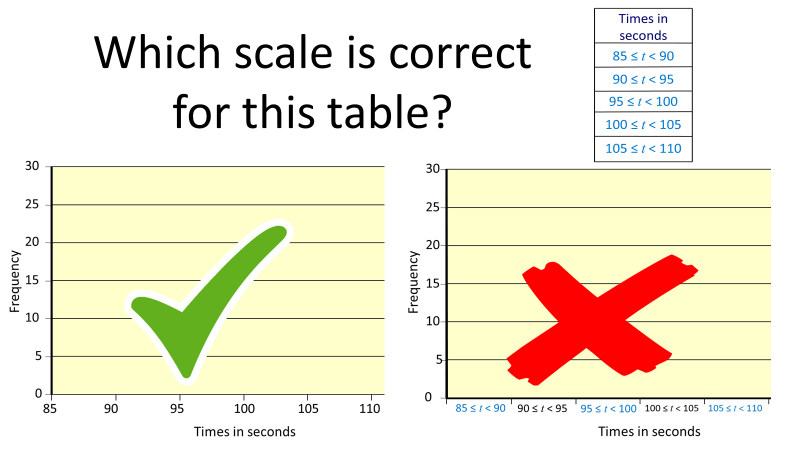 Which scale is correct
for this table?
Times in
seconds
85 ≤ t < 90
90 ≤ t < 95
95 ≤ t < 100
100 ≤ t < 105
105 ≤ t < 110
30
25
20
15
10
5
0
Frequency
85 90 95 100 105 110
Times in seconds
30
25
20
15
10
5
0
Frequency
85 ≤ t < 90 90 ≤ t < 95 95 ≤ t < 100 100 ≤ t < 105 105 ≤ t < 110
Times in seconds